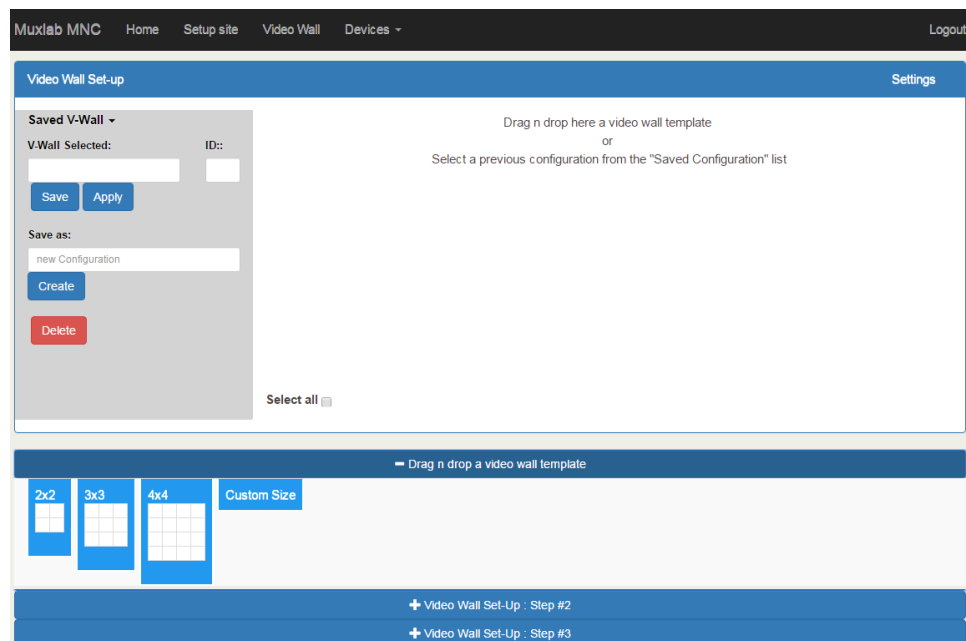 Muxlab MNC Home Setup site Video Wall Devices Logout
Video Wall Set-up Settings
Saved V-Wall
V-Wall Selected: ID::
Save Apply
Save as:
new Configuration
Create
Delete
Drag n drop here a video wall template
or
Select a previous configuration from the "Saved Configuration" list
Select all
Drag n drop a video wall template
2x2 3x3 4x4 Custom Size
Video Wall Set-Up : Step #2
Video Wall Set-Up : Step #3